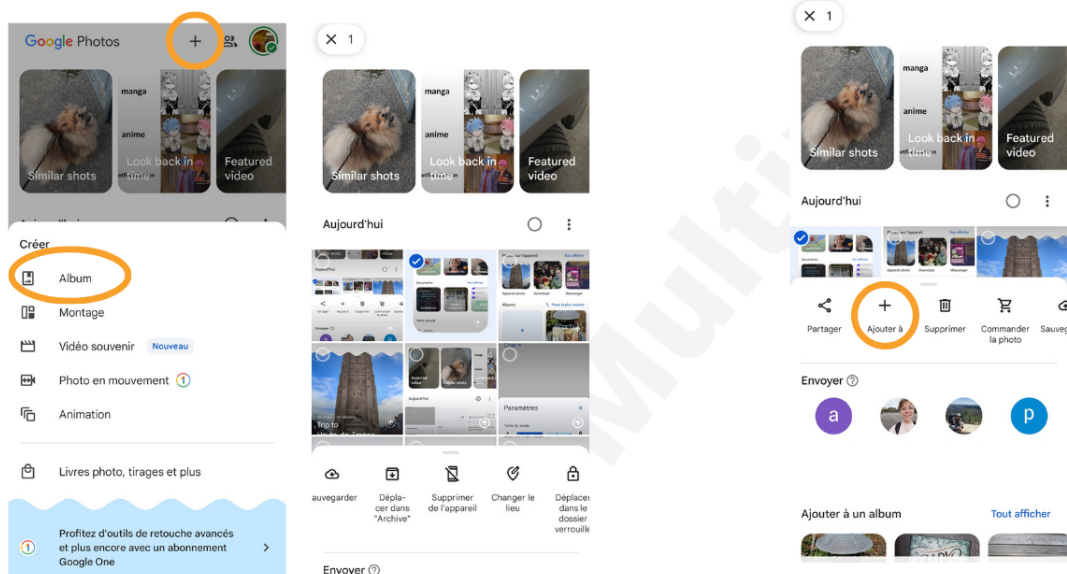 Google Photos
manga
anime
Similar shots
Look back in
time
Featured
video
Créer
Album
Montage
Vidéo souvenir Nouveau
Photo en mouvement
Animation
Livres photo, tirages et plus
Profitez d'outils de retouche avancés
et plus encore avec un abonnement
Google One
1
manga
anime
Similar shots
Look back in
time
Featured
video
Aujourd'hui
Trip to
Paramètres
auvegarder
Dépla-
cer dans
"Archive"
Supprimer
de l'appareil
Changer le
lieu
Déplacer
dans le
dossier
verrouillé
Envoyer
1
manga
anime
Similar shots
Look back in
time
Featured
video
Aujourd'hui
Partager
Ajouter à
Supprimer
Commander
la photo
Sauveg
Envoyer
a
p
Ajouter à un album
Tout afficher
Multi